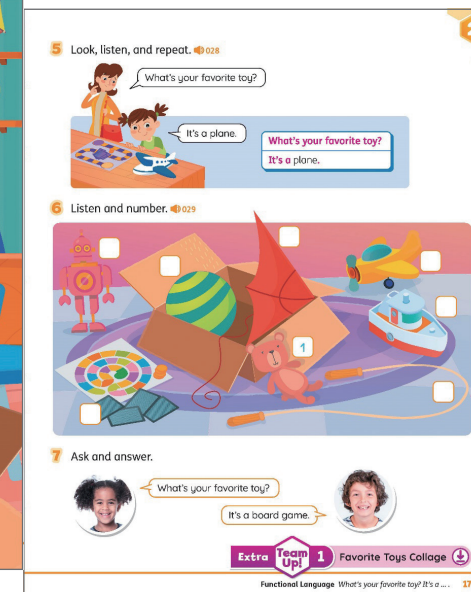 2
5 Look, listen, and repeat. 028
What's your favorite toy?
It's a plane.
What's your favorite toy?
It's a plane.
6 Listen and number. 029
1
7 Ask and answer.
What's your favorite toy?
It's a board game.
Extra Team Up! 1 Favorite Toys Collage
Functional Language What's your favorite toy? It's a ... . 17